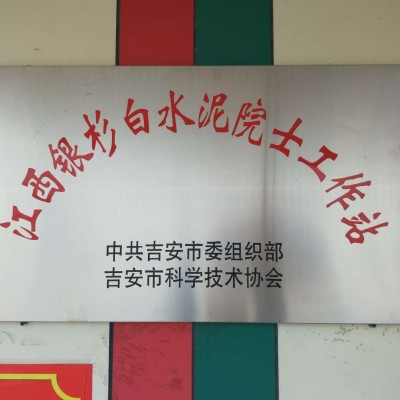 江西银杉白水泥院士工作站
中共吉安市委组织部
吉安市科学技术协会